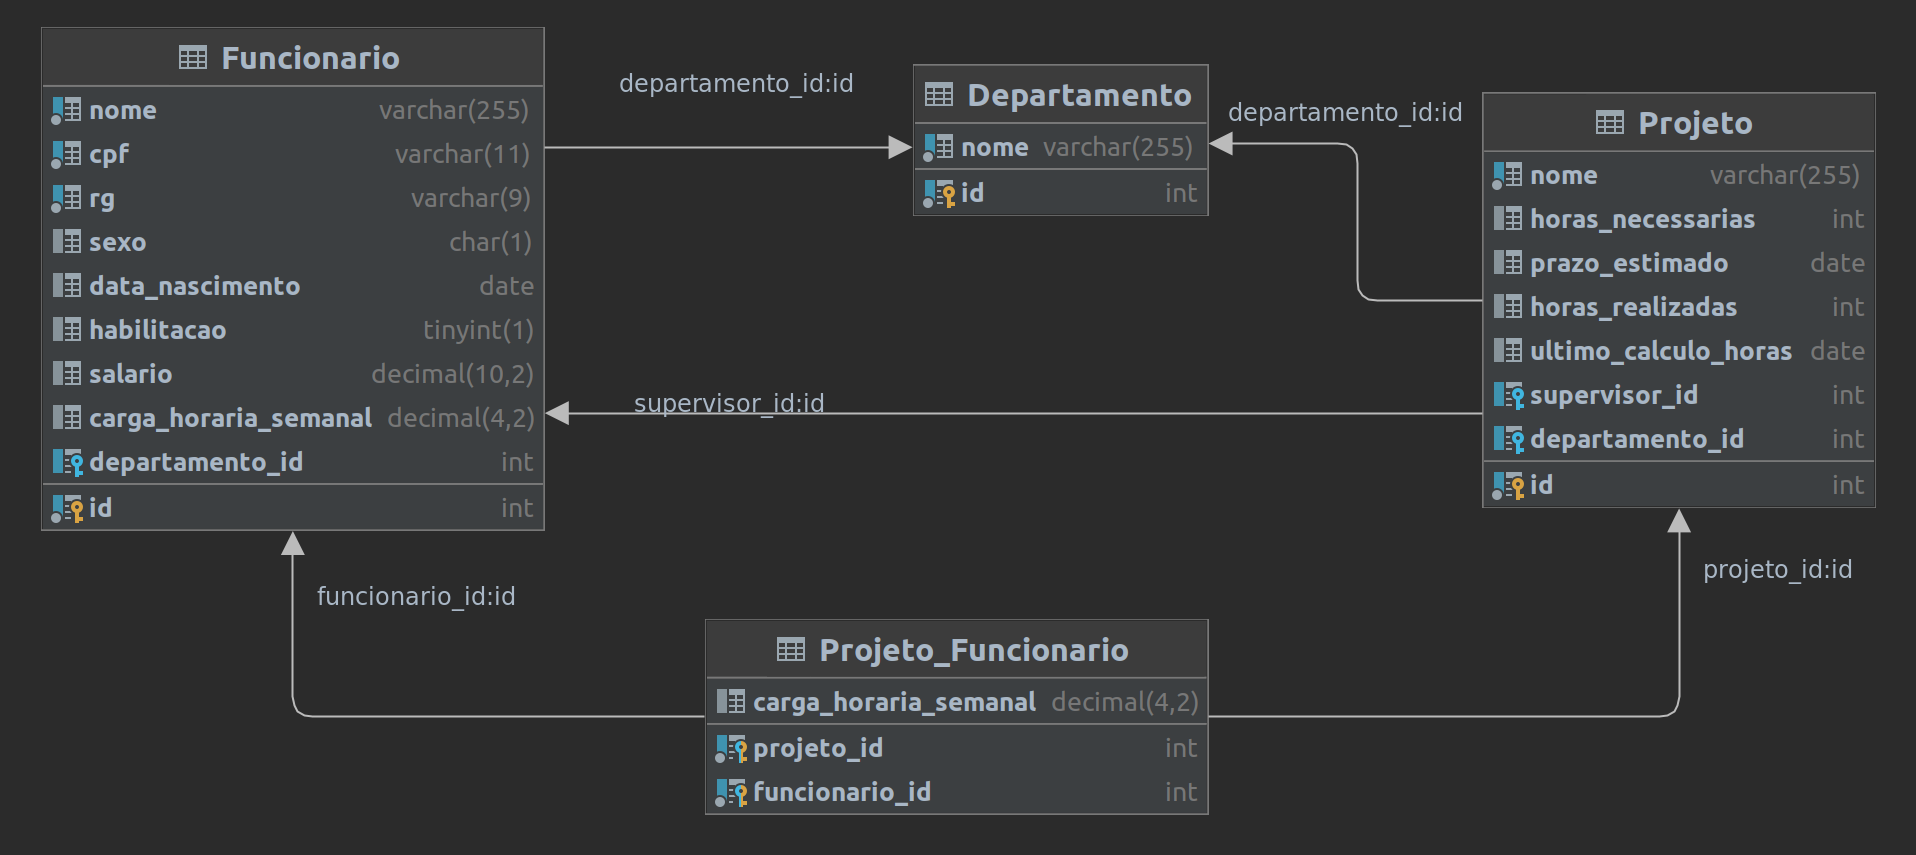 Funcionario
nome varchar(255)
cpf varchar(11)
rg varchar(9)
sexo char(1)
data_nascimento date
habilitacao tinyint(1)
salario decimal(10,2)
carga_horaria_semanal decimal(4,2)
departamento_id int
id int
departamento_id:id
Departamento
nome varchar(255)
id int
departamento_id:id
Projeto
nome varchar(255)
horas_necessarias int
prazo_estimado date
horas_realizadas int
ultimo_calculo_horas date
supervisor_id int
departamento_id int
id int
supervisor_id:id
funcionario_id:id
projeto_id:id
Projeto_Funcionario
carga_horaria_semanal decimal(4,2)
projeto_id int
funcionario_id int